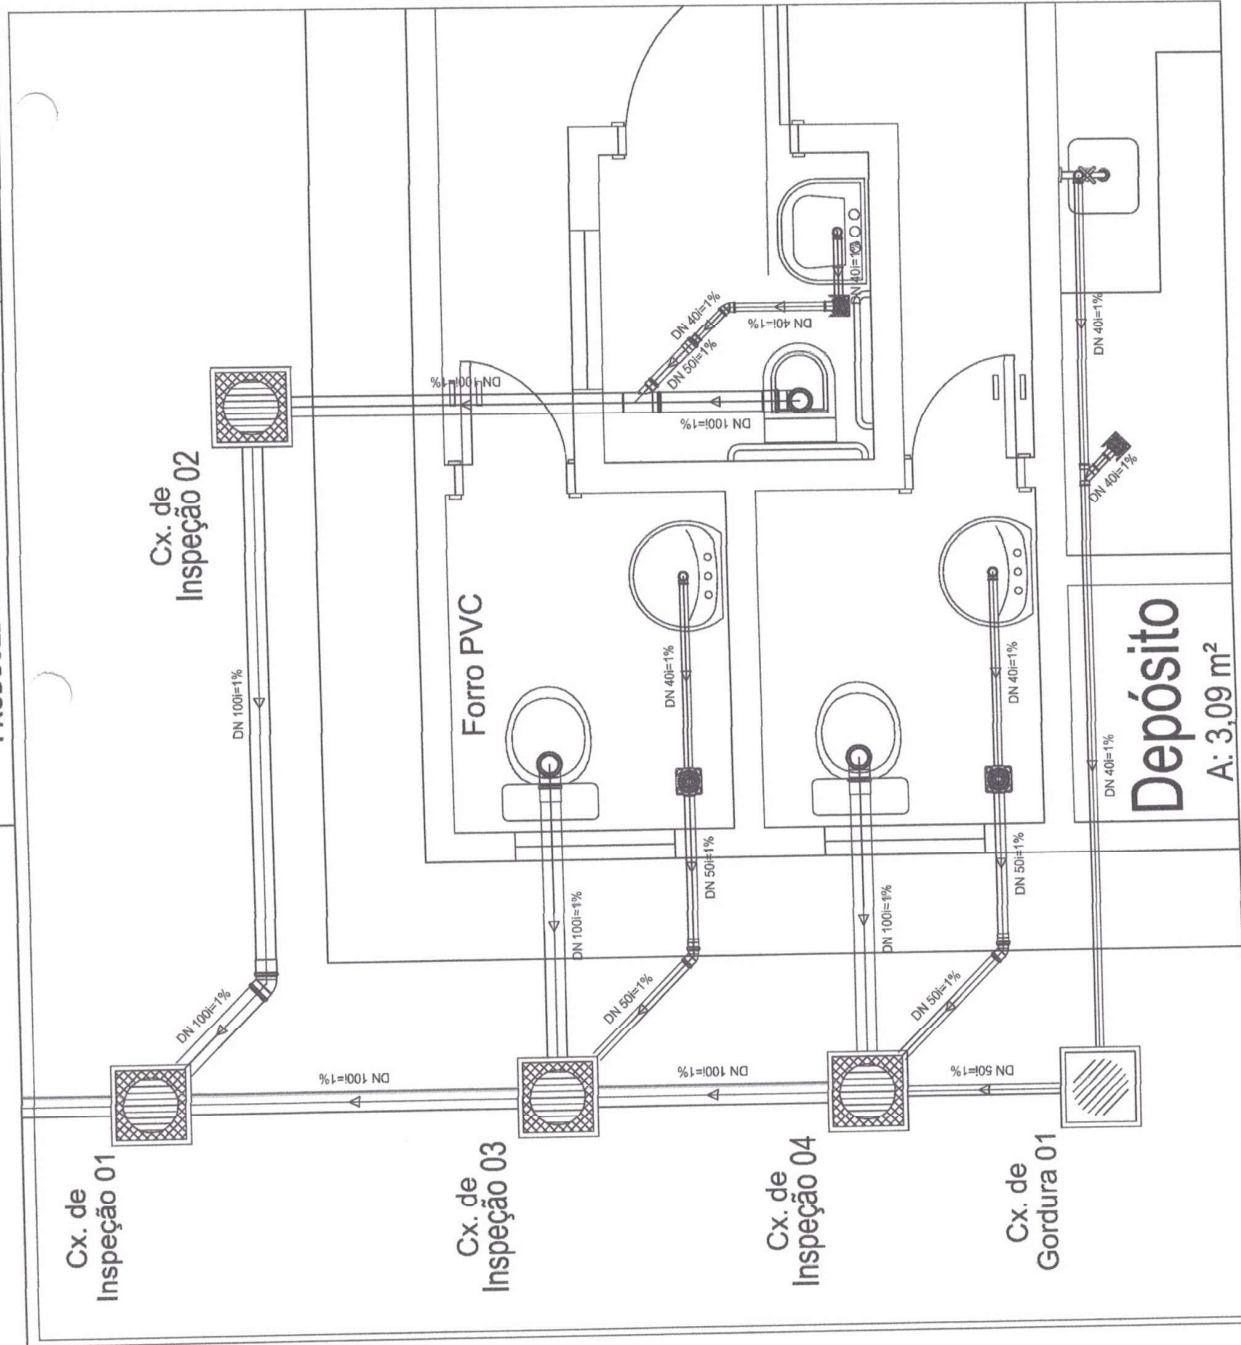 Cx. de
Inspeção 02
DN 100i=1%
DN 100i=1%
DN 100i=1%
DN 100i=1%
DN 40i=1%
DN 50i=1%
DN 40i=1%
DN 40i=1%
Forro PVC
DN 40i=1%
DN 50i=1%
DN 100i=1%
DN 50i=1%
DN 40i=1%
DN 50i=1%
DN 100i=1%
DN 50i=1%
DN 40i=1%
DN 40i=1%
DN 40i=1%
Depósito
A: 3,09 m²
DN 100i=1%
DN 100i=1%
DN 50i=1%
Cx. de
Inspeção 01
Cx. de
Inspeção 03
Cx. de
Inspeção 04
Cx. de
Gordura 01